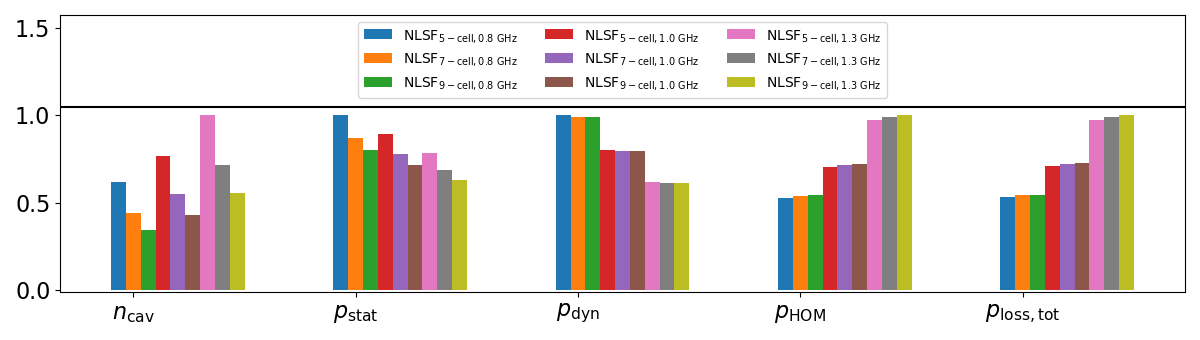 1.5
NLSF5−cell, 0.8 GHz NLSF5−cell, 1.0 GHz NLSF5−cell, 1.3 GHz
NLSF7−cell, 0.8 GHz NLSF7−cell, 1.0 GHz NLSF7−cell, 1.3 GHz
NLSF9−cell, 0.8 GHz NLSF9−cell, 1.0 GHz NLSF9−cell, 1.3 GHz
1.0
0.5
0.0
ncav pstat pdyn pHOM ploss, tot